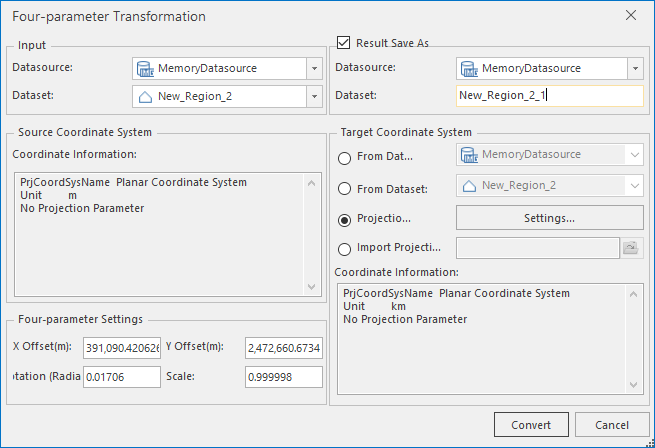 Four-parameter Transformation
Input
Datasource:
MemoryDatasource
Dataset:
New_Region_2
Result Save As
Datasource:
MemoryDatasource
Dataset:
New_Region_2_1
Source Coordinate System
Coordinate Information:
PrjCoordSysName Planar Coordinate System
Unit m
No Projection Parameter
Four-parameter Settings
X Offset(m):
391,090.420626
Y Offset(m):
2,472,660.6734
otation (Radia
0.01706
Scale:
0.999998
Target Coordinate System
From Dat...
MemoryDatasource
From Dataset:
New_Region_2
Projectio...
Settings...
Import Projecti...
Coordinate Information:
PrjCoordSysName Planar Coordinate System
Unit km
No Projection Parameter
Convert
Cancel